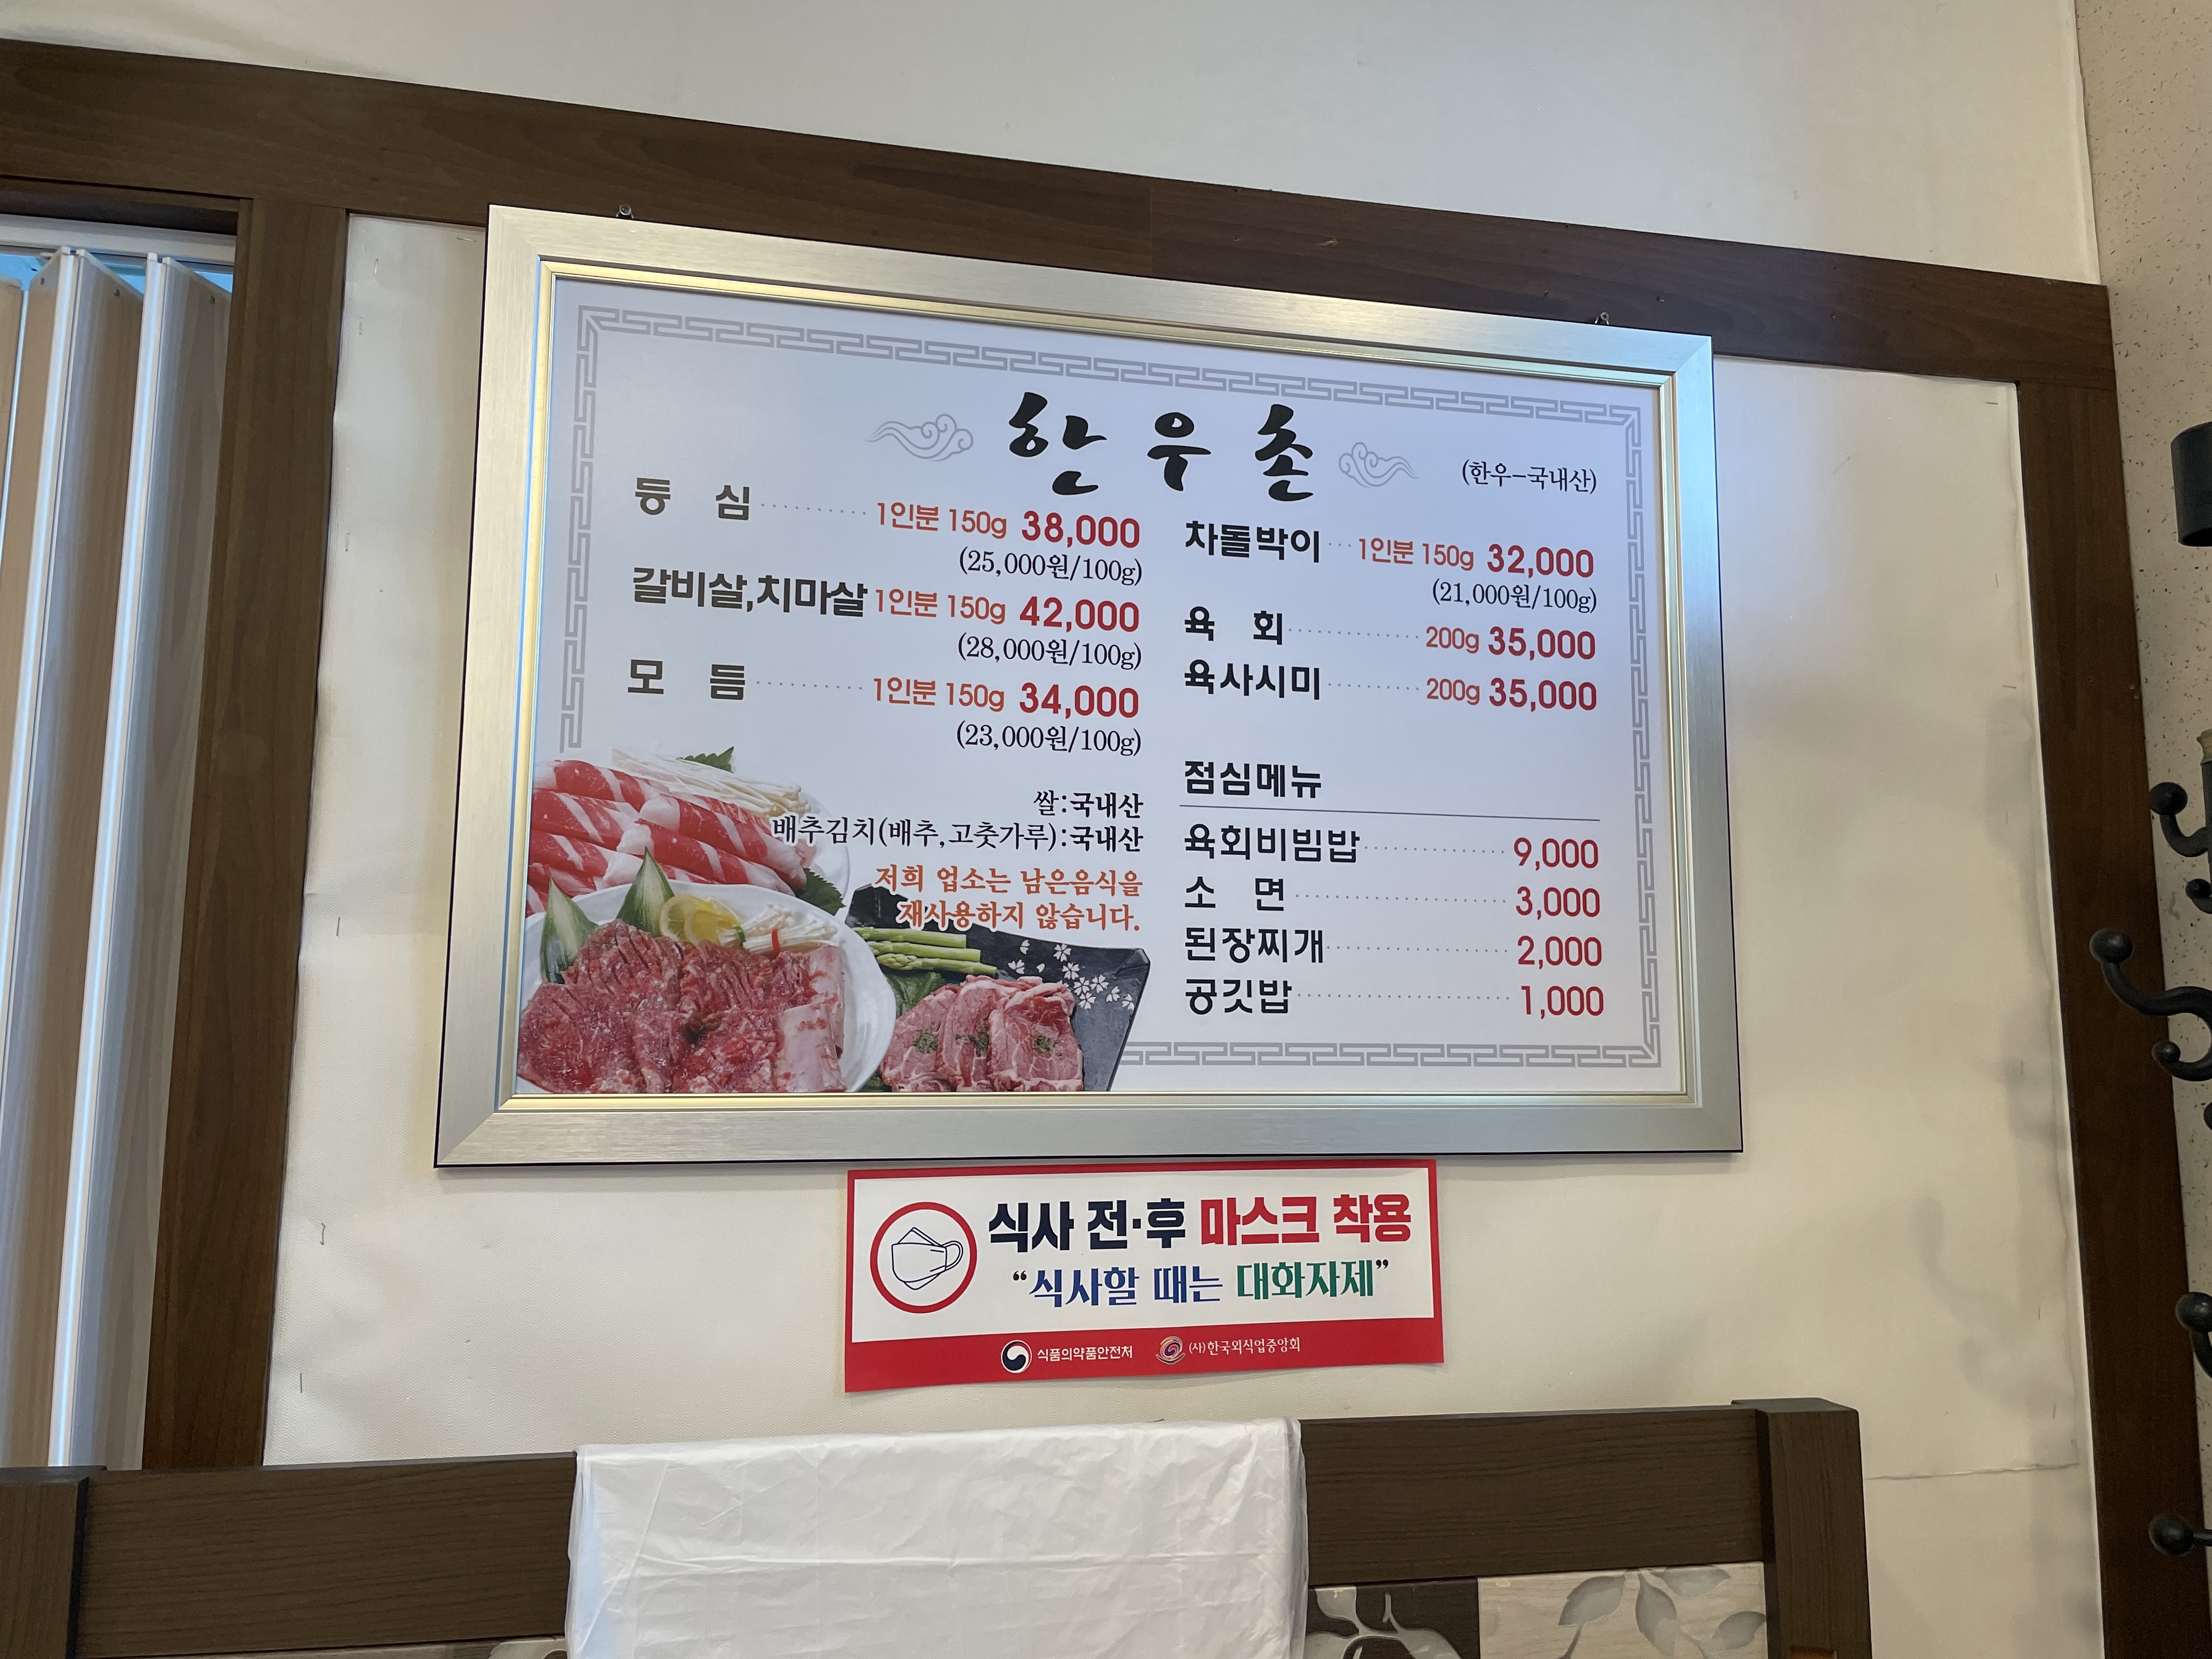 한우촌
(한우-국내산)
등 심 1인분 150g 38,000
(25,000원/100g)
갈비살,치마살 1인분 150g 42,000
(28,000원/100g)
모 듬 1인분 150g 34,000
(23,000원/100g)
쌀:국내산
배추김치(배추,고춧가루):국내산
저희 업소는 남은음식을
재사용하지 않습니다.
차돌박이 1인분 150g 32,000
(21,000원/100g)
육 회 200g 35,000
육사시미 200g 35,000
점심메뉴
육회비빔밥 9,000
소 면 3,000
된장찌개 2,000
공깃밥 1,000
식사 전·후 마스크 착용
“식사할 때는 대화자제”
식품의약품안전처 (사)한국외식업중앙회